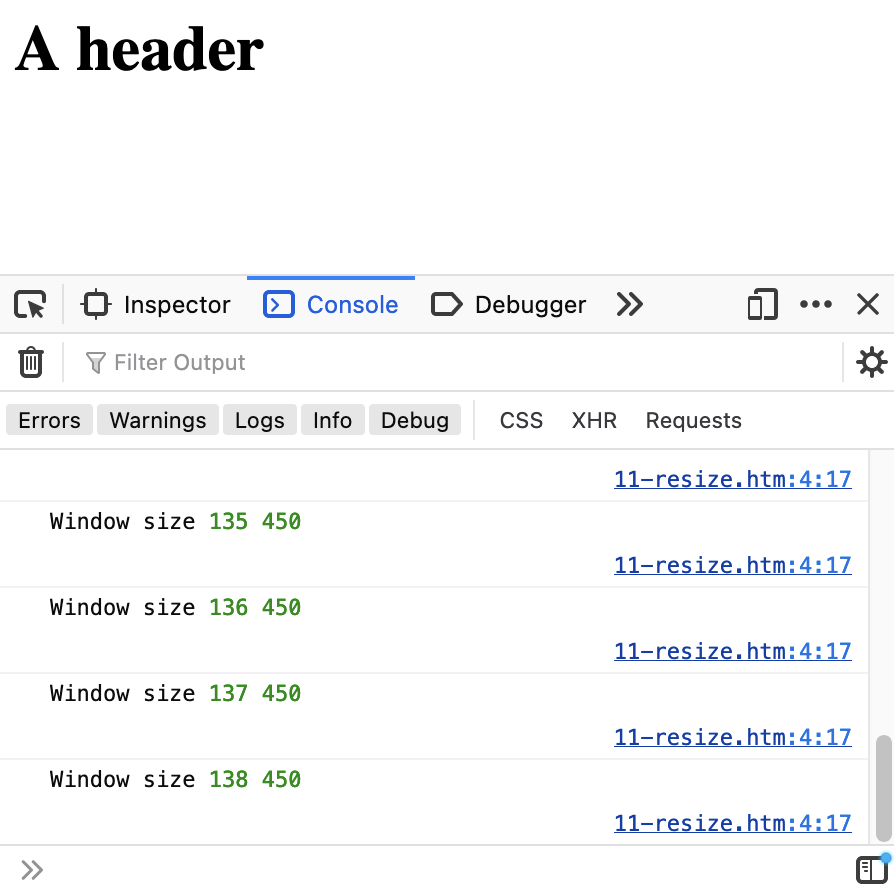 A header
Inspector Console Debugger
Filter Output
Errors Warnings Logs Info Debug CSS XHR Requests
11-resize.htm:4:17
Window size 135 450
11-resize.htm:4:17
Window size 136 450
11-resize.htm:4:17
Window size 137 450
11-resize.htm:4:17
Window size 138 450
11-resize.htm:4:17